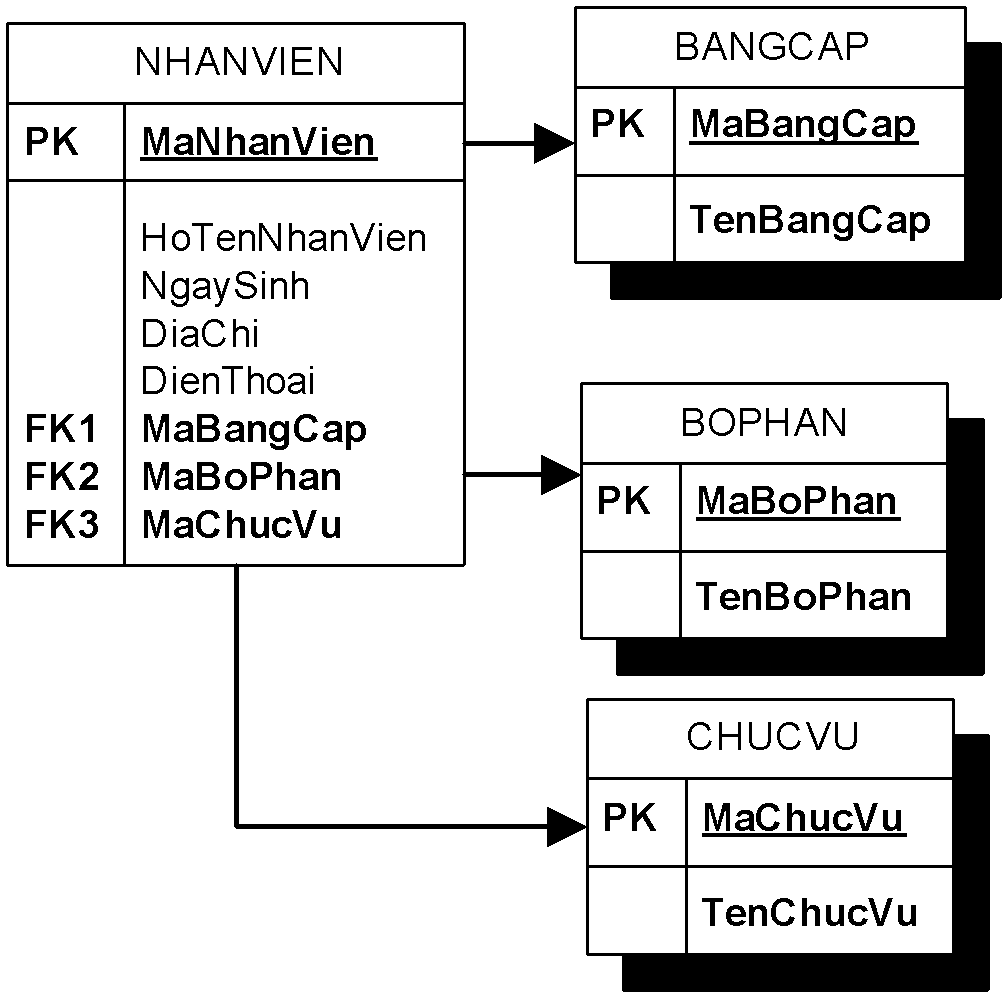 NHANVIEN
PK MaNhanVien
HoTenNhanVien
NgaySinh
DiaChi
DienThoai
FK1 MaBangCap
FK2 MaBoPhan
FK3 MaChucVu
BANGCAP
PK MaBangCap
TenBangCap
BOPHAN
PK MaBoPhan
TenBoPhan
CHUCVU
PK MaChucVu
TenChucVu